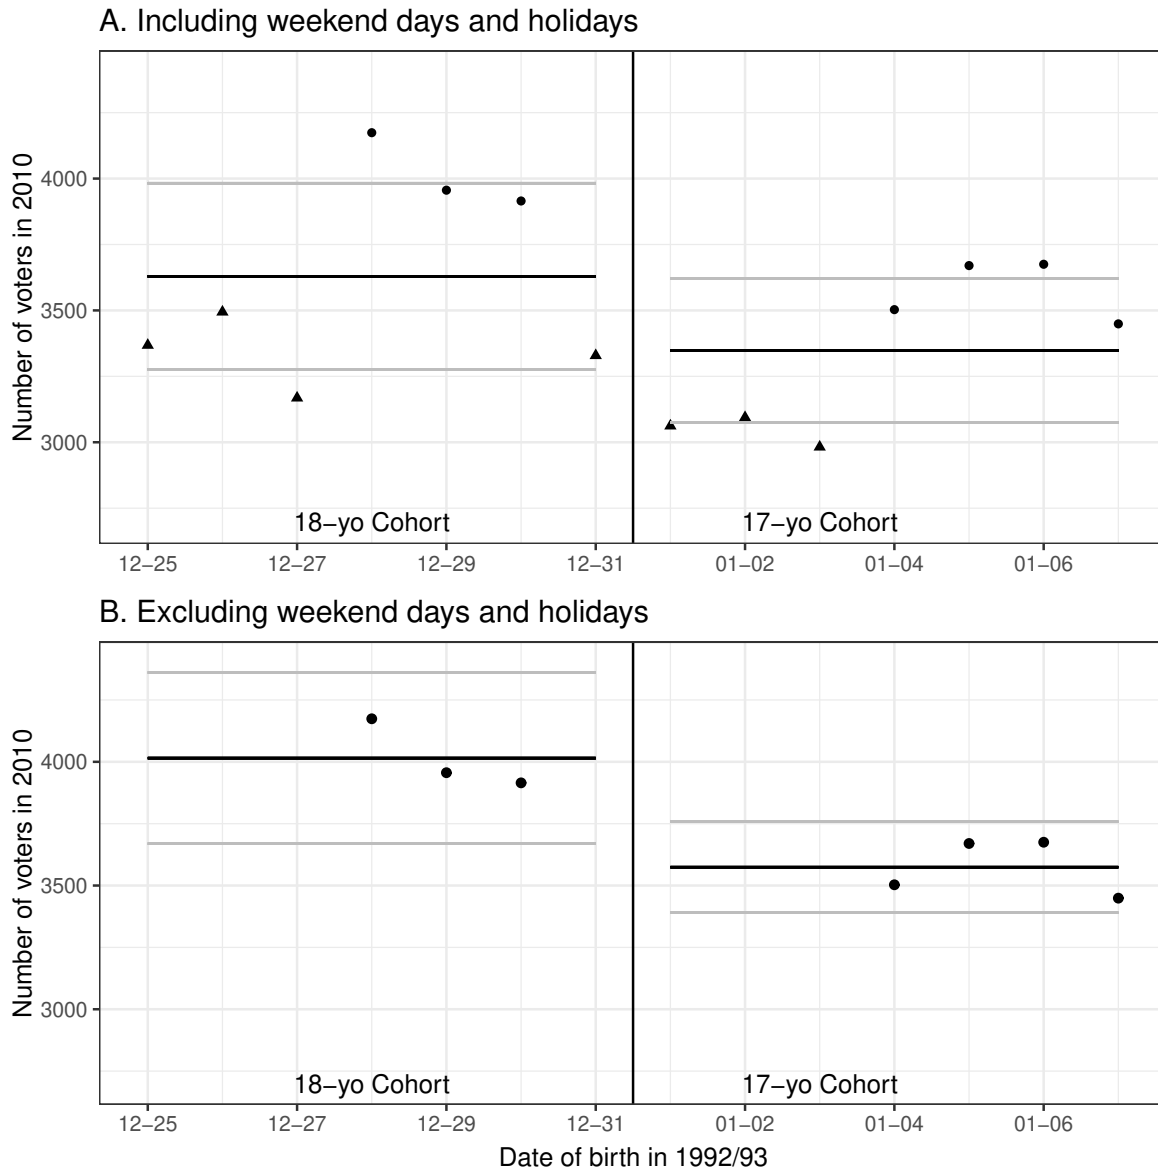 A. Including weekend days and holidays
Number of voters in 2010
4000
3500
3000
18−yo Cohort
17−yo Cohort
12−25
12−27
12−29
12−31
01−02
01−04
01−06
B. Excluding weekend days and holidays
Number of voters in 2010
4000
3500
3000
18−yo Cohort
17−yo Cohort
12−25
12−27
12−29
12−31
01−02
01−04
01−06
Date of birth in 1992/93